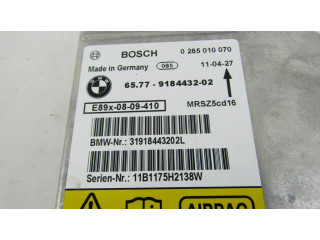 BOSCH 0 285 010 070
Made in Germany 085 11-04-27
65.77 - 9184432-02
E89x-08-09-410 MRSZ5cd16
BMW-Nr.: 31918443202L
Serien-Nr.: 11B1175H2138W
AIRBAG